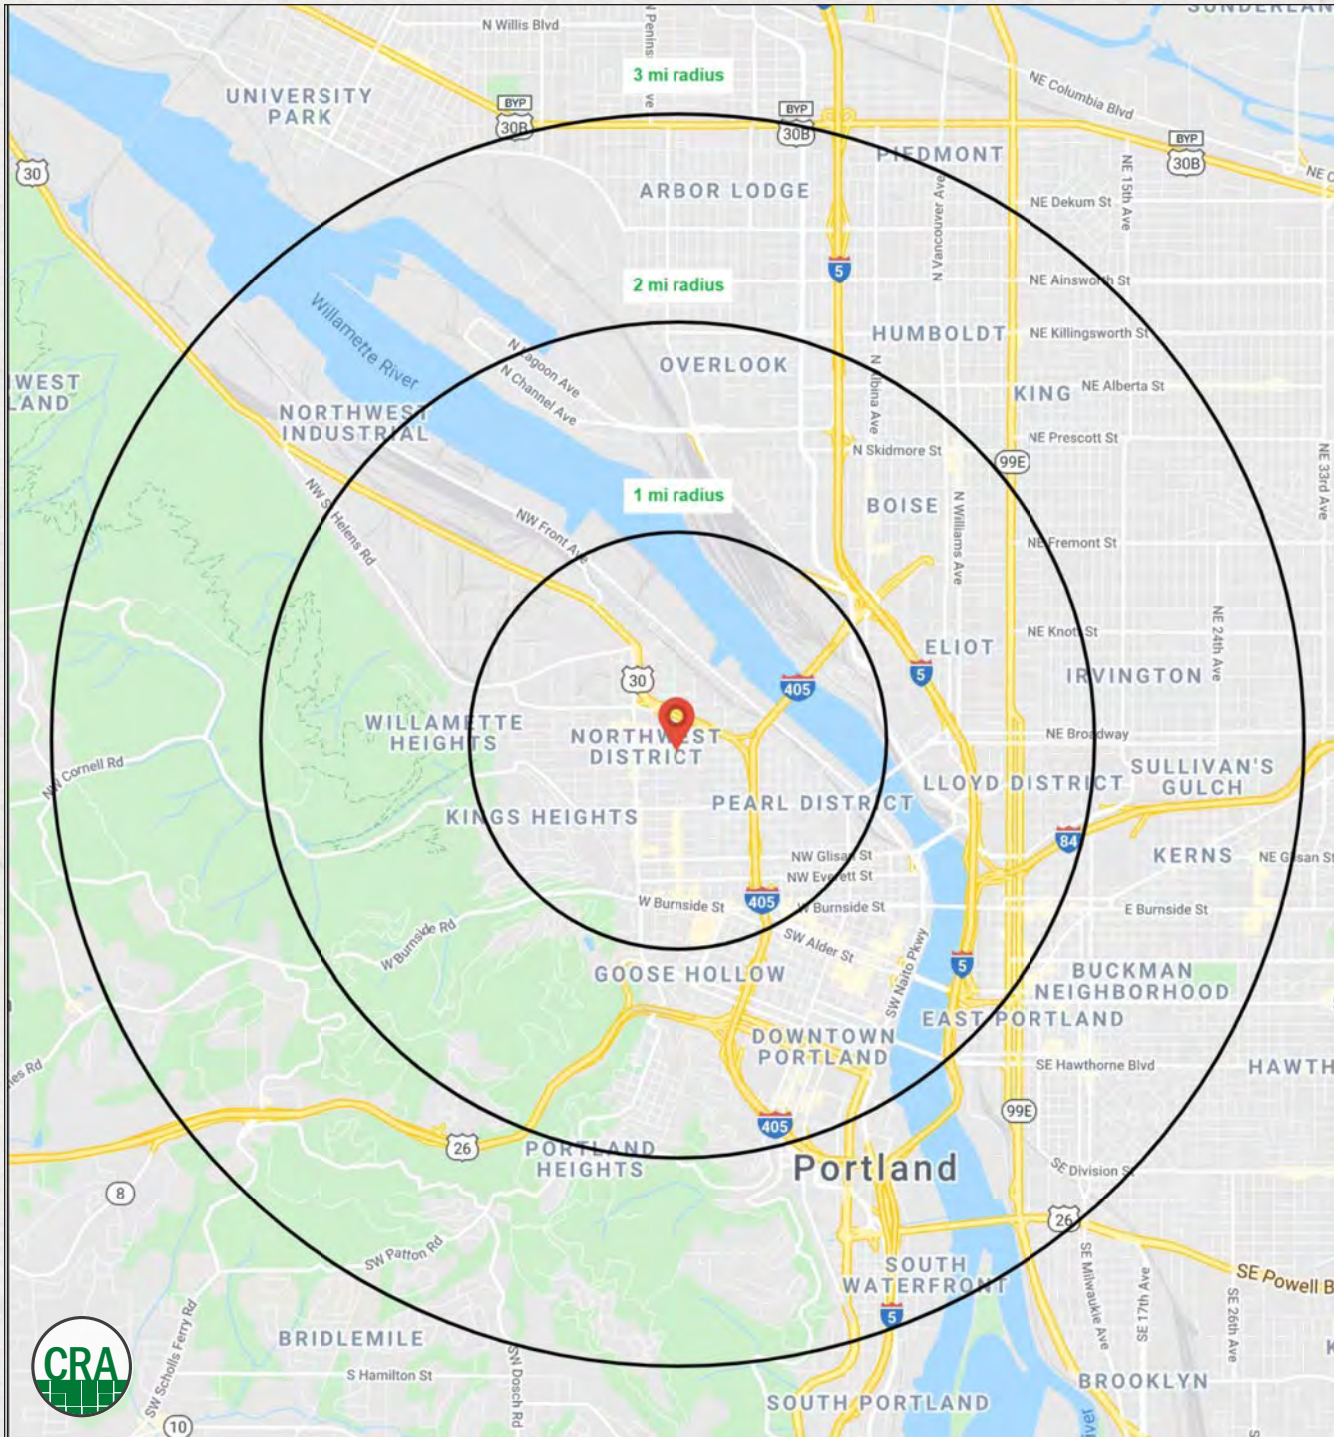 SUNDERLAN
N Willis Blvd
N Penins
ve
3 mi radius
NE Columbia Blvd
UNIVERSITY
PARK
BYP
30B
BYP
30B
BYP
30B
30
PIEDMONT
NE C
ARBOR LODGE
N Vancouver Ave
NE 15th Ave
NE Dekum St
5
NE Ainsworth St
2 mi radius
Willamette River
HUMBOLDT
NE Killingsworth St
N Lagoon Ave
N Channel Ave
OVERLOOK
N Albina Ave
KING
NE Alberta St
HWEST
LAND
NORTHWEST
INDUSTRIAL
NE Prescott St
N Skidmore St
99E
NE 33rd Ave
1 mi radius
BOISE
N Williams Ave
NW St Helens Rd
NW Front Ave
NE Fremont St
NE Knott St
NE 24th Ave
ELIOT
IRVINGTON
30
405
5
WILLAMETTE
HEIGHTS
NORTHWEST
DISTRICT
NE Broadway
NW Cornell Rd
LLOYD DISTRICT
SULLIVAN'S
GULCH
KINGS HEIGHTS
PEARL DISTRICT
84
NW Glisan St
KERNS
NE Glisan St
NW Everett St
405
W Burnside St
W Burnside St
E Burnside St
W Burnside Rd
SW Alder St
SW Naito Pkwy
5
GOOSE HOLLOW
BUCKMAN
NEIGHBORHOOD
EAST PORTLAND
DOWNTOWN
PORTLAND
nes Rd
SE Hawthorne Blvd
HAWTH
99E
405
26
PORTLAND
HEIGHTS
Portland
SE Division St
8
26
SW Patton Rd
SOUTH
WATERFRONT
SE Milwaukie Ave
SE 17th Ave
SE Powell B
SE 26th Ave
5
SW Scholls Ferry Rd
BRIDLEMILE
CRA
S Hamilton St
SW Dosch Rd
BROOKLYN
SOUTH PORTLAND
iver
10